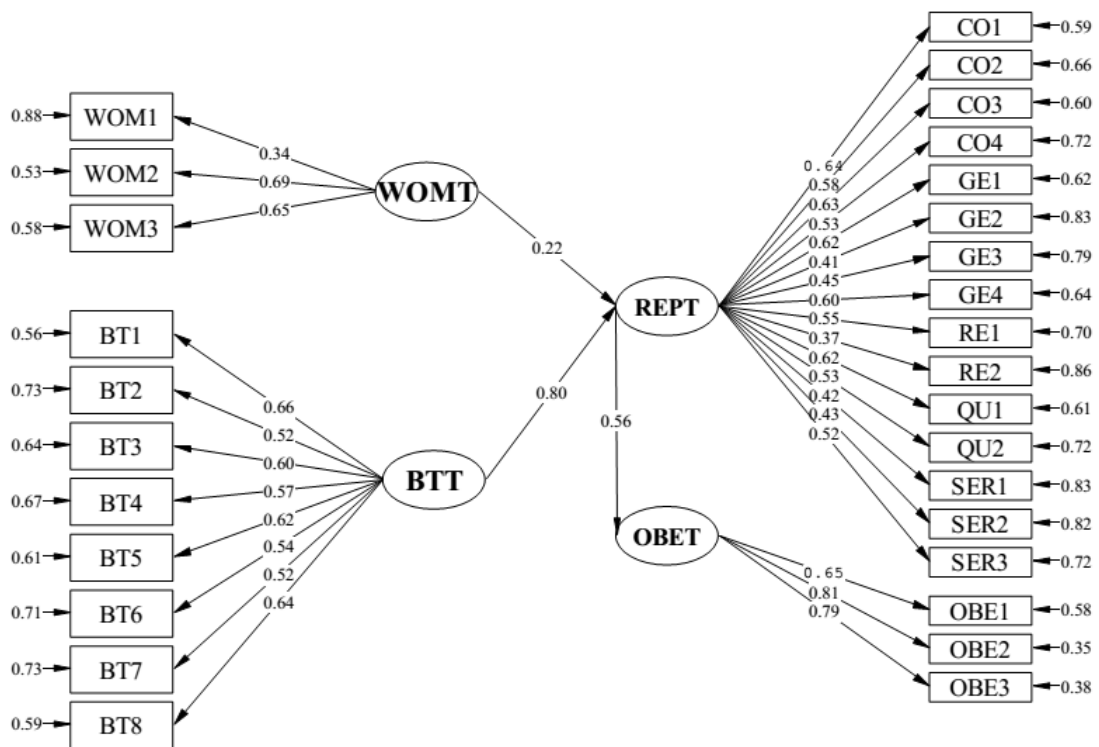 0.88 WOM1
0.53 WOM2
0.58 WOM3
0.34
0.69
0.65
WOMT
0.22
0.56 BT1
0.73 BT2
0.64 BT3
0.67 BT4
0.61 BT5
0.71 BT6
0.73 BT7
0.59 BT8
0.66
0.52
0.60
0.57
0.62
0.54
0.52
0.64
BTT
0.80
REPT
0.56
OBET
0.64
0.58
0.63
0.53
0.62
0.41
0.45
0.60
0.55
0.37
0.62
0.53
0.42
0.43
0.52
CO1 0.59
CO2 0.66
CO3 0.60
CO4 0.72
GE1 0.62
GE2 0.83
GE3 0.79
GE4 0.64
RE1 0.70
RE2 0.86
QU1 0.61
QU2 0.72
SER1 0.83
SER2 0.82
SER3 0.72
0.65
0.81
0.79
OBE1 0.58
OBE2 0.35
OBE3 0.38